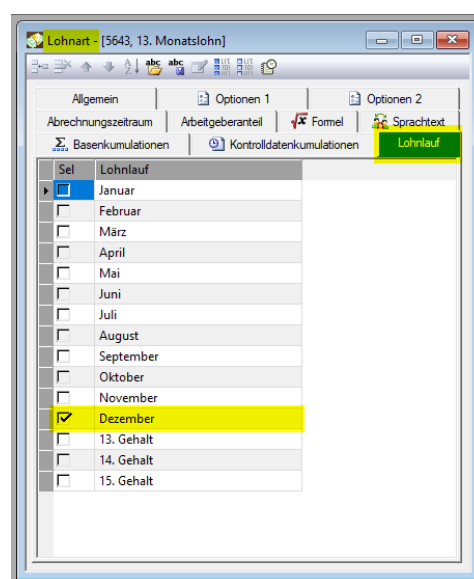 Lohnart - [5643, 13. Monatslohn]
Allgemein Optionen 1 Optionen 2
Abrechnungszeitraum Arbeitgeberanteil Formel Sprachtext
Basenkumulationen Kontrolldatenkumulationen Lohnlauf
Sel Lohnlauf
Januar
Februar
März
April
Mai
Juni
Juli
August
September
Oktober
November
Dezember
13. Gehalt
14. Gehalt
15. Gehalt